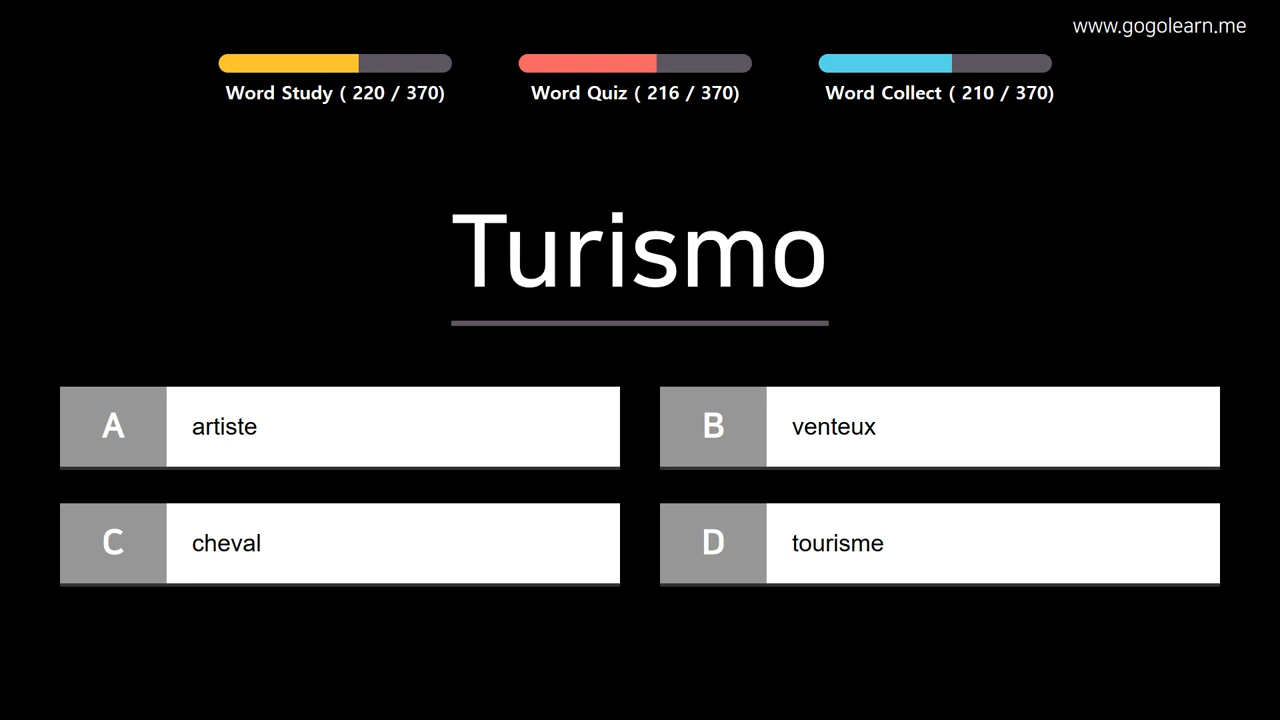 www.gogolearn.me
Word Study ( 220 / 370)
Word Quiz ( 216 / 370)
Word Collect ( 210 / 370)
Turismo
A artiste
B venteux
C cheval
D tourisme